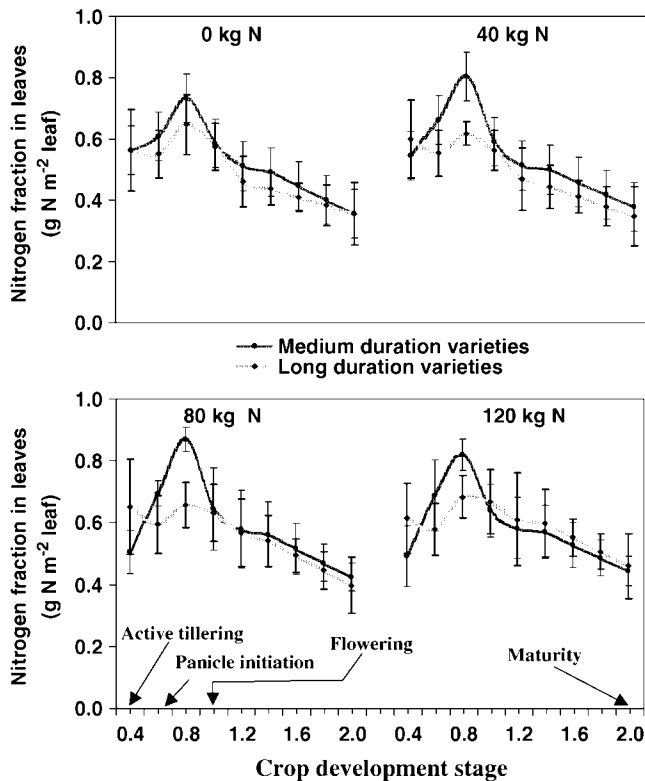 0 kg N
40 kg N
Nitrogen fraction in leaves
(g N m-2 leaf)
1.0
0.8
0.6
0.4
0.2
0.0
Medium duration varieties
Long duration varieties
80 kg N
120 kg N
Nitrogen fraction in leaves
(g N m-2 leaf)
1.0
0.8
0.6
0.4
0.2
0.0
Active tillering
Panicle initiation
Flowering
Maturity
0.4 0.8 1.2 1.6 2.0 0.4 0.8 1.2 1.6 2.0
Crop development stage